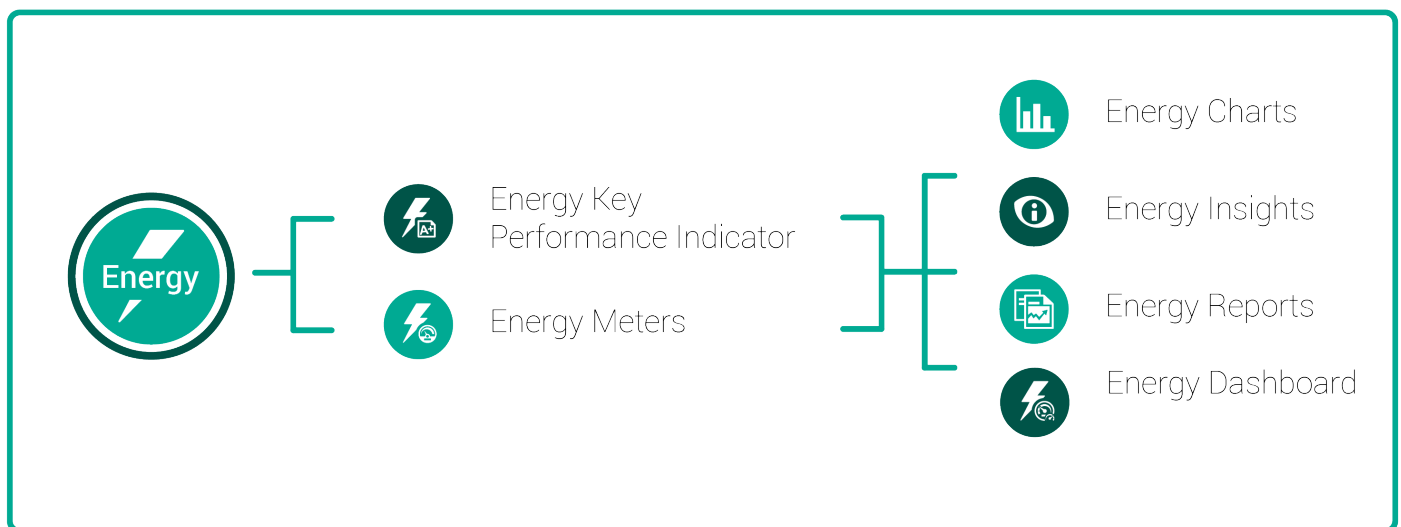 Energy
Energy Key
Performance Indicator
A+
Energy Meters
Energy Charts
Energy Insights
Energy Reports
Energy Dashboard